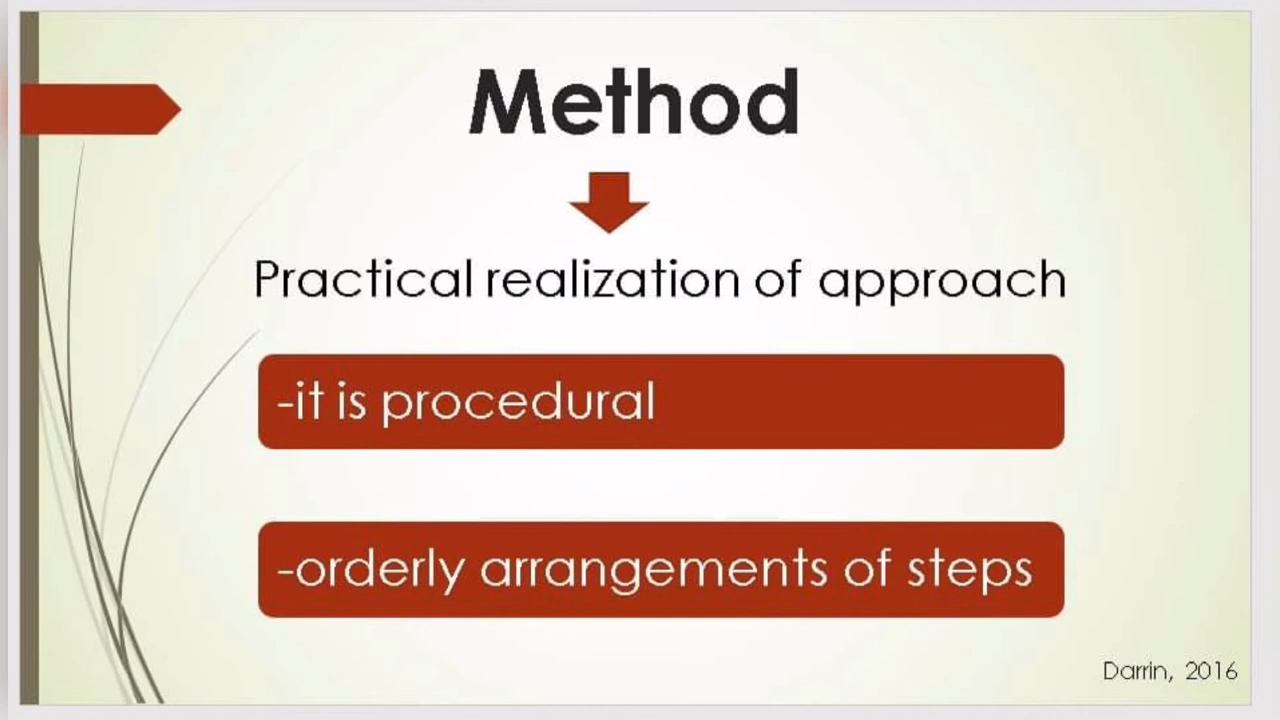 Method
Practical realization of approach
-it is procedural
-orderly arrangements of steps
Darrin, 2016